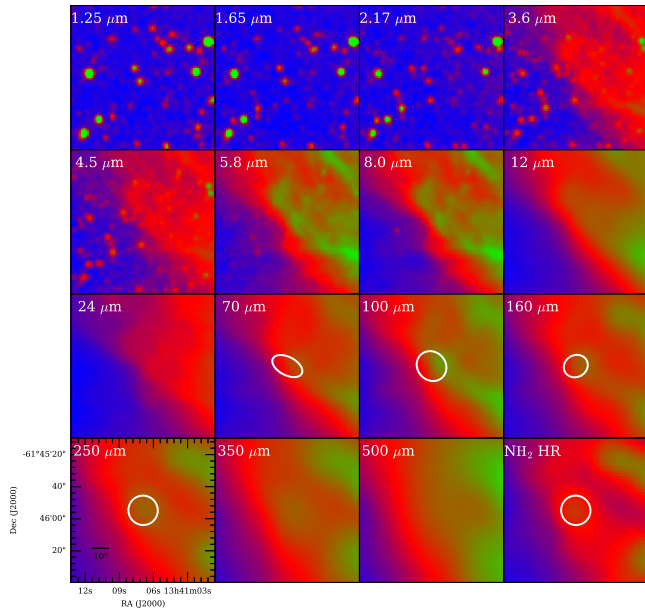 1.25 μm 1.65 μm 2.17 μm 3.6 μm
4.5 μm 5.8 μm 8.0 μm 12 μm
24 μm 70 μm 100 μm 160 μm
250 μm 350 μm 500 μm NH₂ HR
-61°45'20"
40"
46'00"
20"
Dec (J2000)
10"
12s 09s 06s 13h41m03s
RA (J2000)